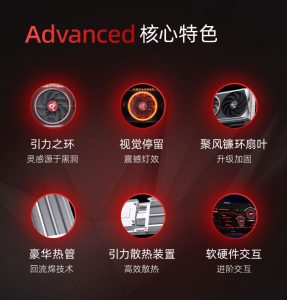 Advanced 核心特色
引力之环
灵感源于黑洞
视觉停留
震撼灯效
聚风镰环扇叶
升级加固
豪华热管
回流焊技术
引力散热装置
高效散热
软硬件交互
进阶交互